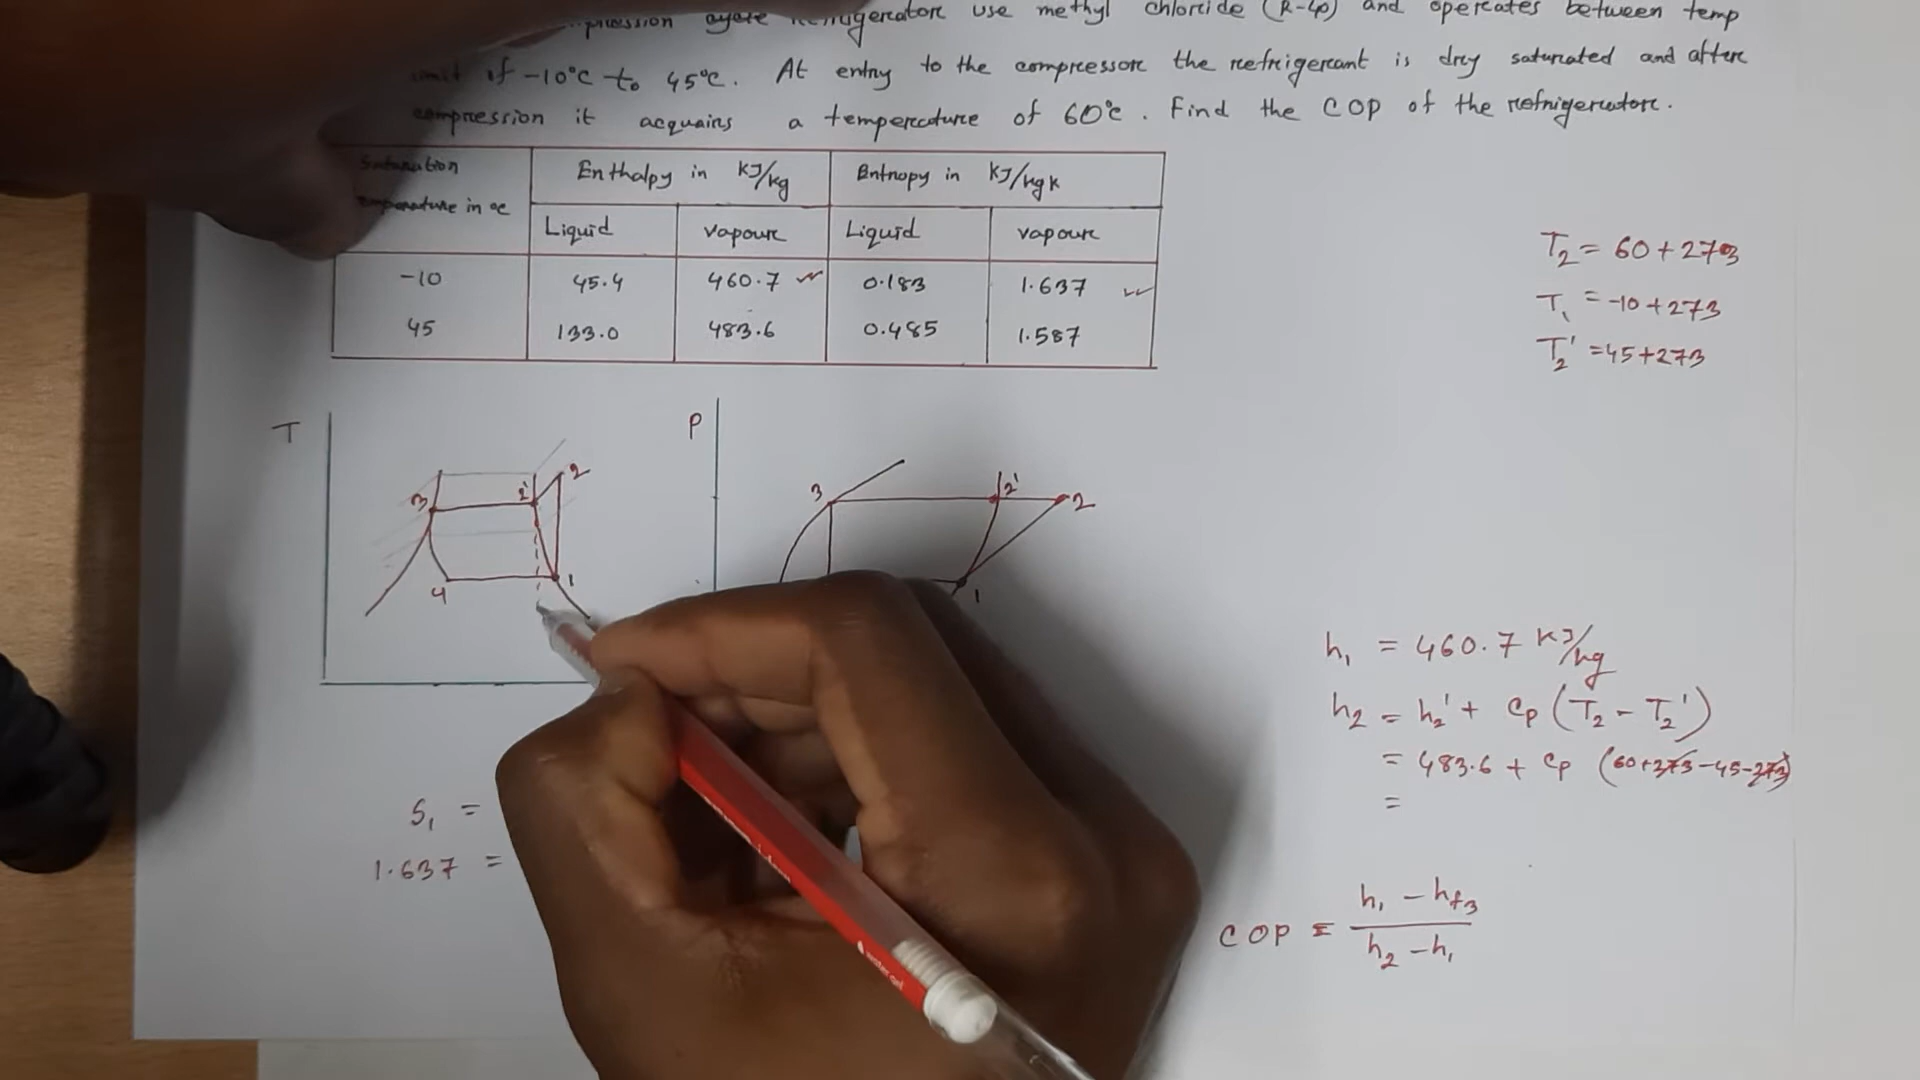 use methyl chloride (R-40) and operates between temp
limit of -10°C to 45°C. At entry to the compressor the refrigerant is dry saturated and after
compression it acquairs a temperature of 60°C. Find the COP of the refrigerator.
Saturation temperature in °C Enthalpy in KJ/kg Entropy in KJ/kgk
Liquid vapour Liquid vapour
-10 45.4 460.7 0.183 1.637
45 133.0 483.6 0.485 1.587
T₂ = 60+273
T₁ = -10+273
T₂' =45+273
T
3 2' 2
4 1
P
3 2' 2
1
h₁ = 460.7 KJ/kg
h₂ = h₂' + Cp (T₂ - T₂')
= 483.6 + Cp (60+273-45-273)
=
S₁ =
1.637 =
COP = h₁ - hf₃ / h₂ - h₁